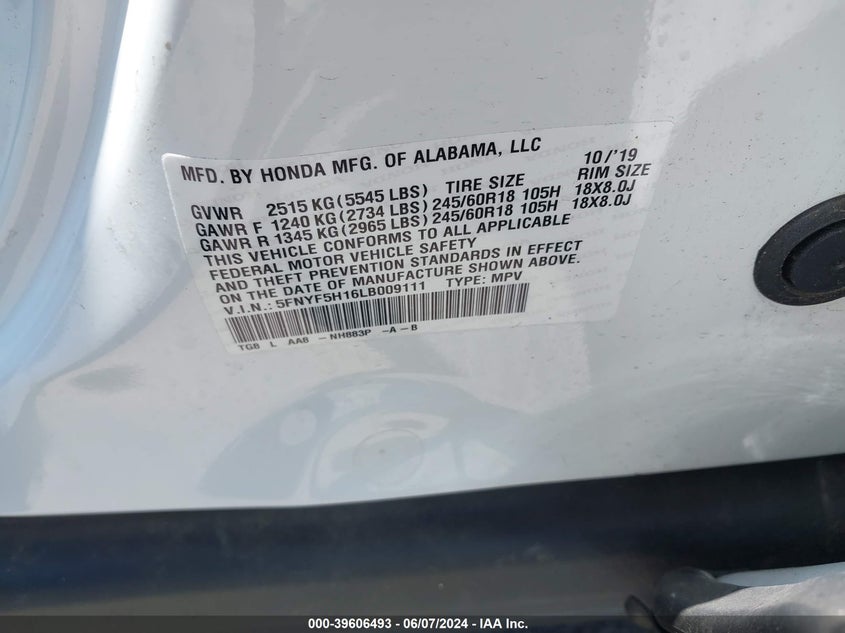 MFD. BY HONDA MFG. OF ALABAMA, LLC 10/'19
GVWR 2515 KG(5545 LBS) TIRE SIZE RIM SIZE
GAWR F 1240 KG(2734 LBS)245/60R18 105H 18X8.0J
GAWR R 1345 KG(2965 LBS)245/60R18 105H 18X8.0J
THIS VEHICLE CONFORMS TO ALL APPLICABLE
FEDERAL MOTOR VEHICLE SAFETY
AND THEFT PREVENTION STANDARDS IN EFFECT
ON THE DATE OF MANUFACTURE SHOWN ABOVE.
V.I.N.: 5FNYF5H16LB009111 TYPE: MPV
TG8 L AA8 -NH883P -A-B
000-39606493 - 06/07/2024 - IAA Inc.